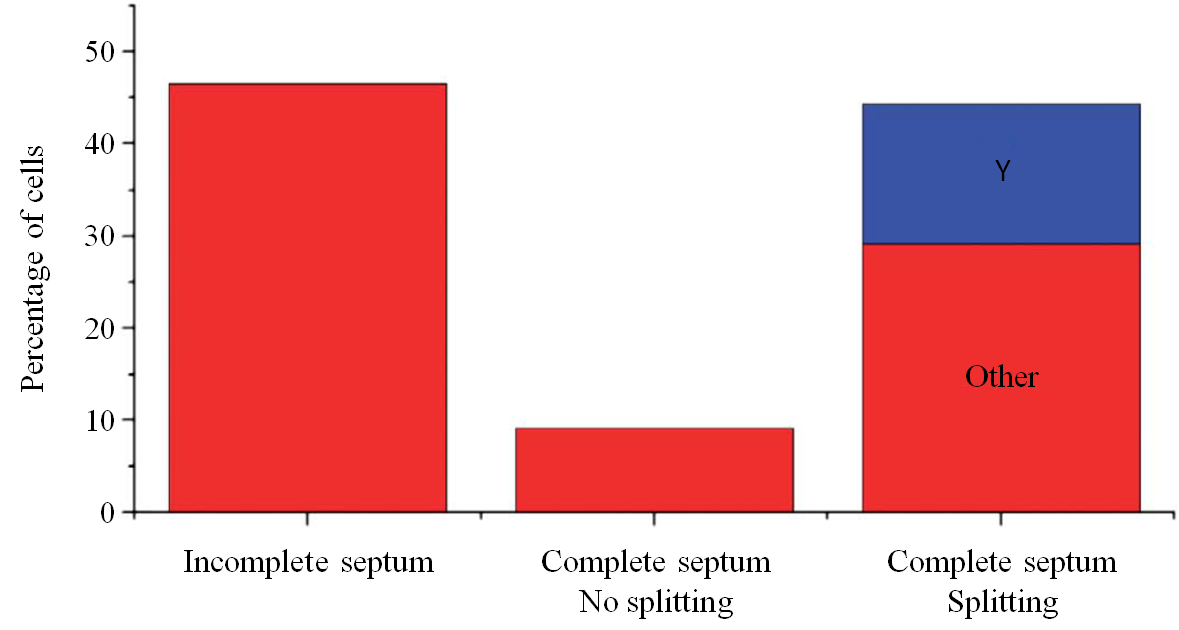 Percentage of cells
50
40
30
20
10
0
Y
Other
Incomplete septum
Complete septum
No splitting
Complete septum
Splitting